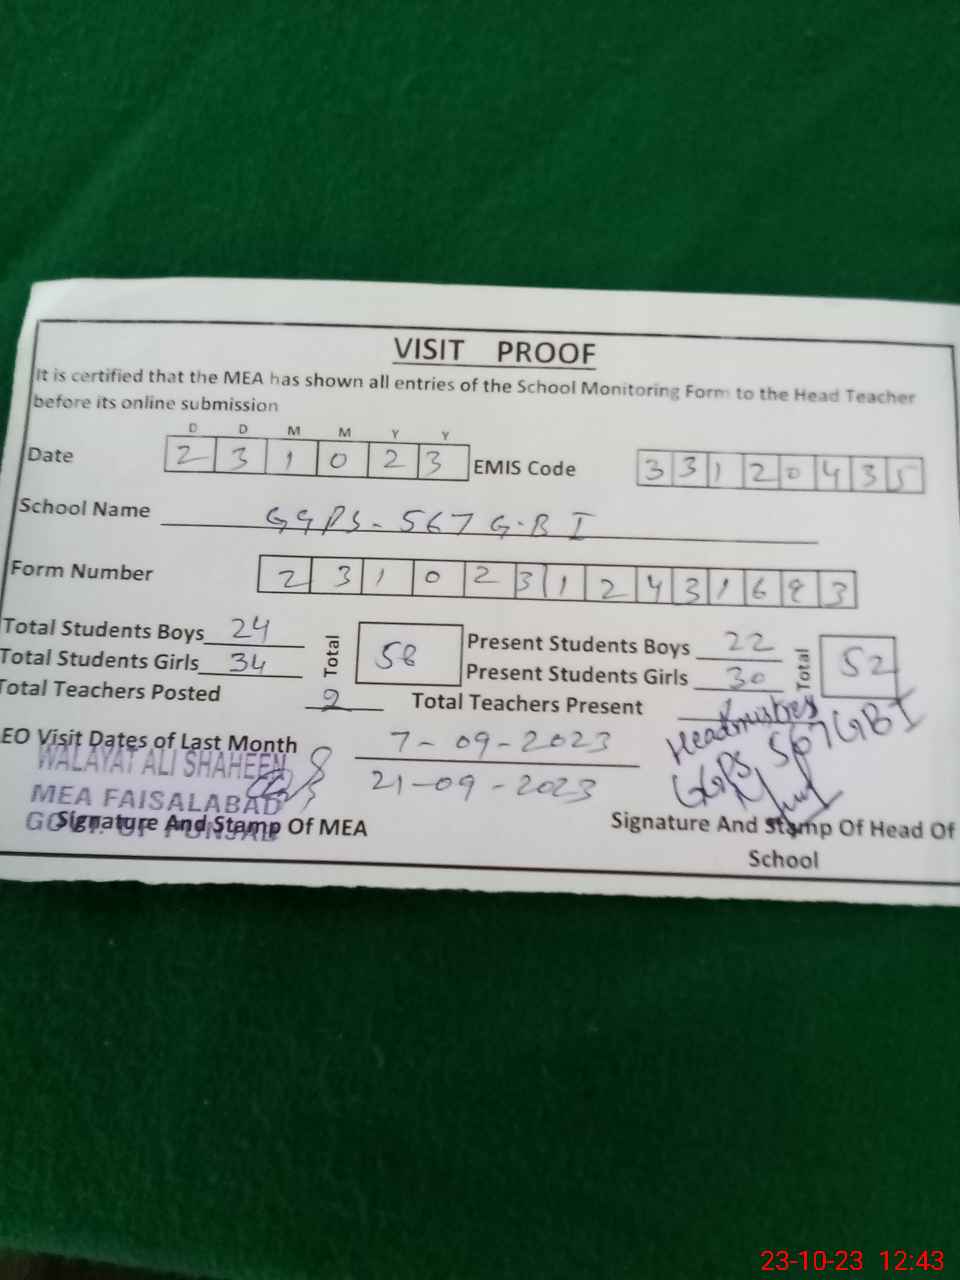 VISIT PROOF
It is certified that the MEA has shown all entries of the School Monitoring Form to the Head Teacher
before its online submission
D D M M Y Y
Date 2 3 1 0 2 3 EMIS Code 3 3 1 2 0 4 3 5
School Name GGPS - 567 G.B I
Form Number 2 3 1 0 2 3 1 2 4 3 1 6 8 3
Total Students Boys 24 Total 58 Present Students Boys 22 Total 52
Total Students Girls 34 Present Students Girls 30
Total Teachers Posted 2 Total Teachers Present
Headmistress
GGPS 567 GB I
EO Visit Dates of Last Month 7-09-2023
21-09-2023
WALAYAT ALI SHAHEEN
MEA FAISALABAD
GOVT. OF PUNJAB
Signature And Stamp Of MEA Signature And Stamp Of Head Of
School
23-10-23 12:43